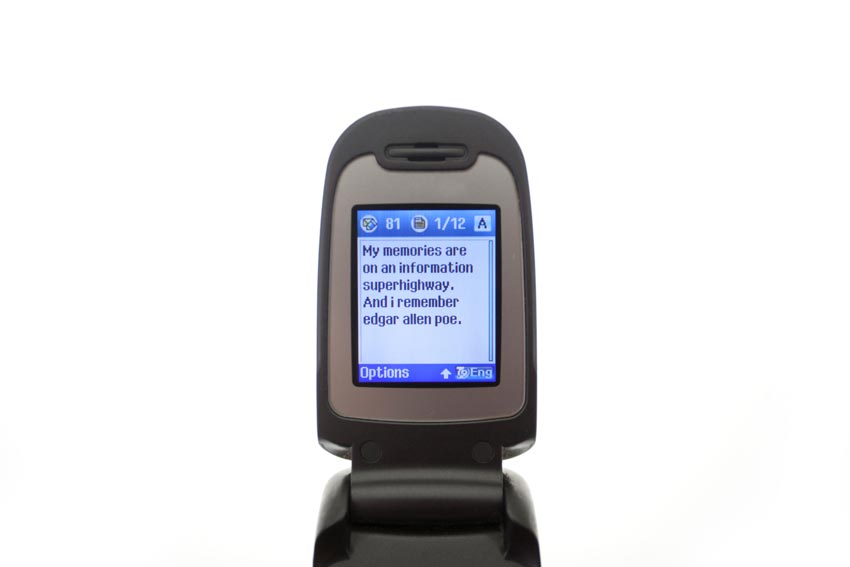 81 1/12 A
My memories are
on an information
superhighway.
And i remember
edgar allen poe.
Options Eng